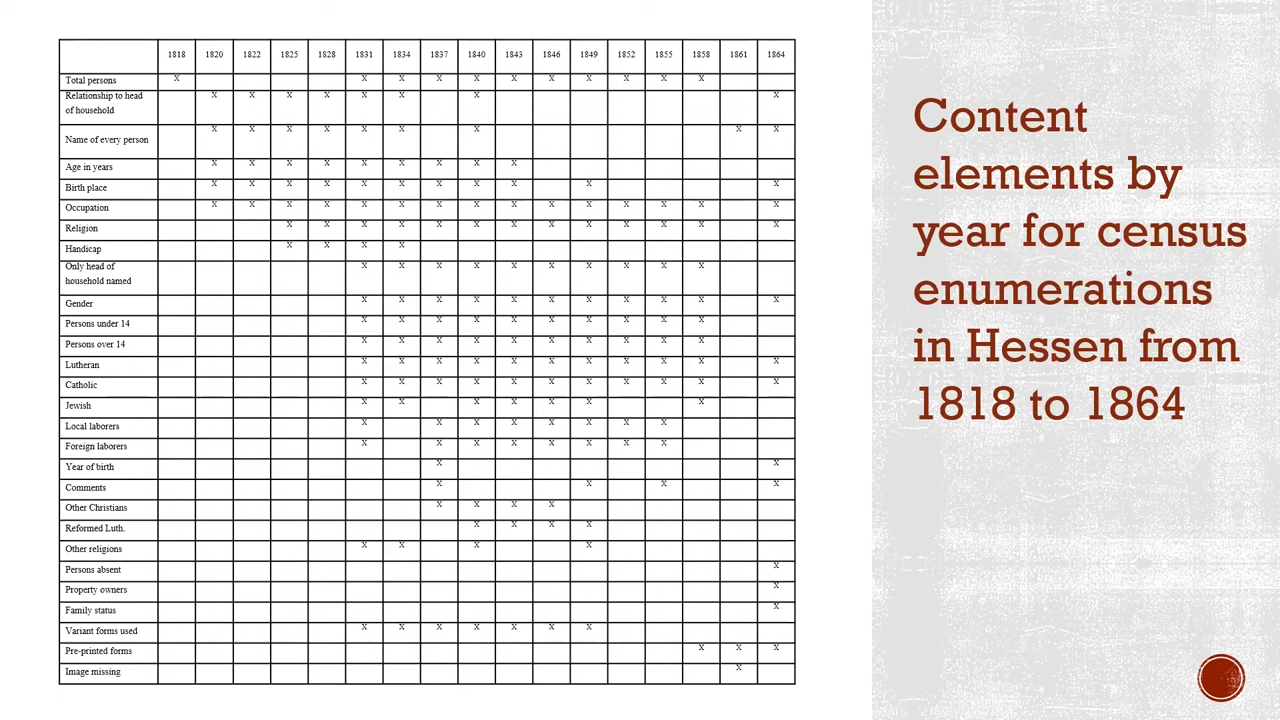 1818 1820 1822 1825 1828 1831 1834 1837 1840 1843 1846 1849 1852 1855 1858 1861 1864
Total persons X X X X X X X X X X X
Relationship to head
of household X X X X X X X X
Name of every person X X X X X X X X X
Age in years X X X X X X X X X
Birth place X X X X X X X X X X X
Occupation X X X X X X X X X X X X X X X
Religion X X X X X X X X X X X X X
Handicap X X X X
Only head of
household named X X X X X X X X X X
Gender X X X X X X X X X X X
Persons under 14 X X X X X X X X X X
Persons over 14 X X X X X X X X X X
Lutheran X X X X X X X X X X X
Catholic X X X X X X X X X X X
Jewish X X X X X X X
Local laborers X X X X X X X X
Foreign laborers X X X X X X X X
Year of birth X X
Comments X X X X
Other Christians X X X X
Reformed Luth. X X X X
Other religions X X X X
Persons absent X
Property owners X
Family status X
Variant forms used X X X X X X X
Pre-printed forms X X X
Image missing X
Content
elements by
year for census
enumerations
in Hessen from
1818 to 1864